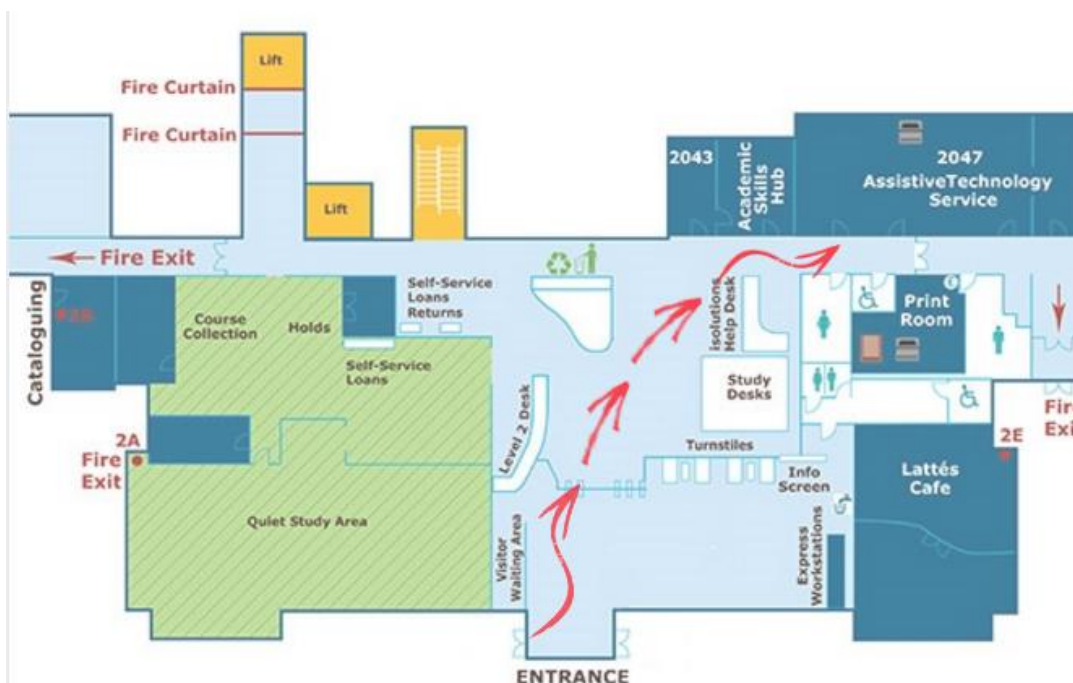 Lift
Fire Curtain
Fire Curtain
Lift
2043
Academic
Skills
Hub
2047
AssistiveTechnology
Service
Fire Exit
Cataloguing
Course
Collection
Holds
Self-Service
Loans
Returns
Self-Service
Loans
isolutions
Help Desk
Print
Room
Study
Desks
Level 2 Desk
Turnstiles
Info
Screen
2A
Fire
Exit
Quiet Study Area
Visitor
Waiting Area
Express
Workstations
Lattés
Cafe
2E
Fire
Exit
ENTRANCE